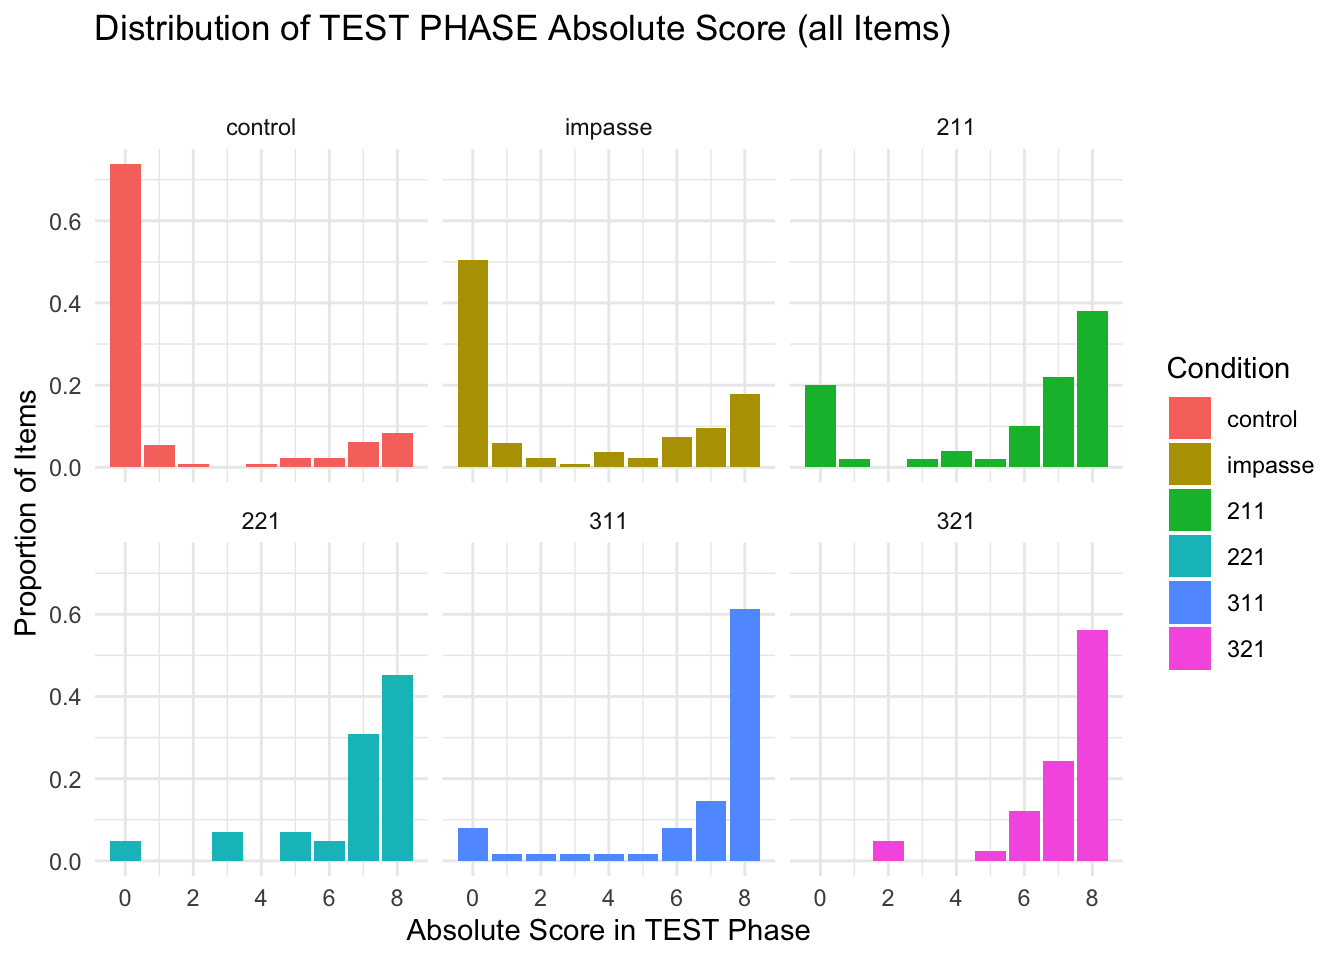 Distribution of TEST PHASE Absolute Score (all Items)
control
impasse
211
0.6
0.4
0.2
0.0
221
311
321
0.6
0.4
0.2
0.0
0 2 4 6 8
0 2 4 6 8
0 2 4 6 8
Absolute Score in TEST Phase
Proportion of Items
Condition
control
impasse
211
221
311
321